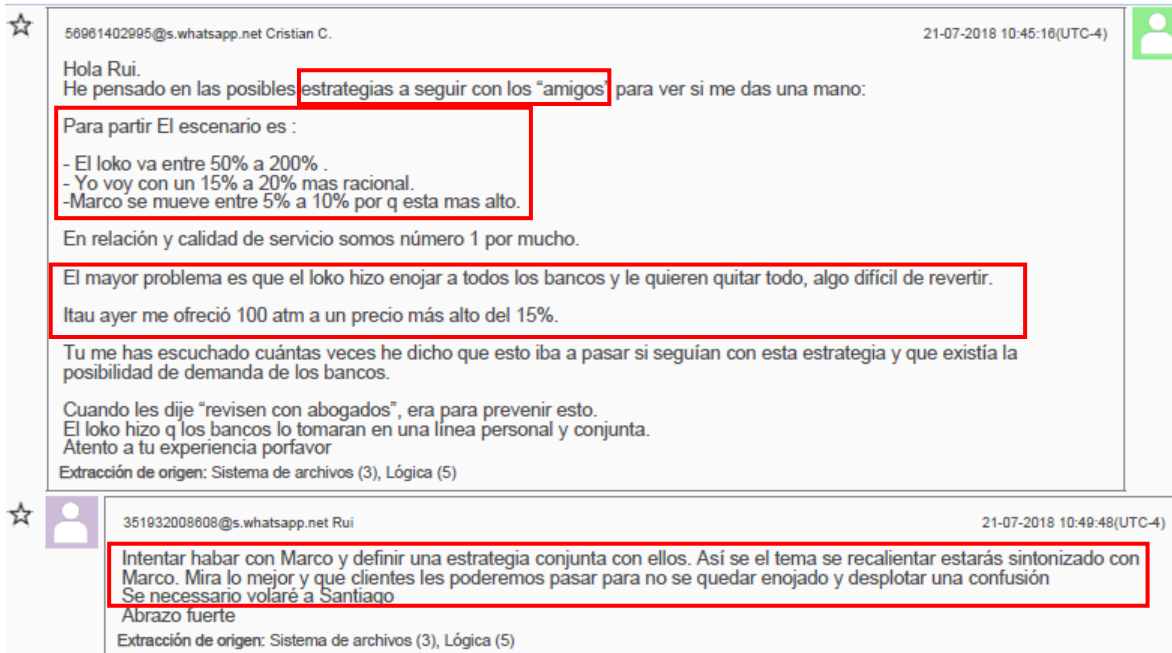 56961402995@s.whatsapp.net Cristian C.
21-07-2018 10:45:16(UTC-4)
Hola Rui.
He pensado en las posibles estrategias a seguir con los “amigos” para ver si me das una mano:
Para partir El escenario es :
- El loko va entre 50% a 200% .
- Yo voy con un 15% a 20% mas racional.
-Marco se mueve entre 5% a 10% por q esta mas alto.
En relación y calidad de servicio somos número 1 por mucho.
El mayor problema es que el loko hizo enojar a todos los bancos y le quieren quitar todo, algo difícil de revertir.
Itau ayer me ofreció 100 atm a un precio más alto del 15%.
Tu me has escuchado cuántas veces he dicho que esto iba a pasar si seguían con esta estrategia y que existía la
posibilidad de demanda de los bancos.
Cuando les dije “revisen con abogados”, era para prevenir esto.
El loko hizo q los bancos lo tomaran en una línea personal y conjunta.
Atento a tu experiencia porfavor
Extracción de origen: Sistema de archivos (3), Lógica (5)
351932008608@s.whatsapp.net Rui
21-07-2018 10:49:48(UTC-4)
Intentar habar con Marco y definir una estrategia conjunta con ellos. Así se el tema se recalientar estarás sintonizado con
Marco. Mira lo mejor y que clientes les poderemos pasar para no se quedar enojado y desplotar una confusión
Se necessario volaré a Santiago
Abrazo fuerte
Extracción de origen: Sistema de archivos (3), Lógica (5)